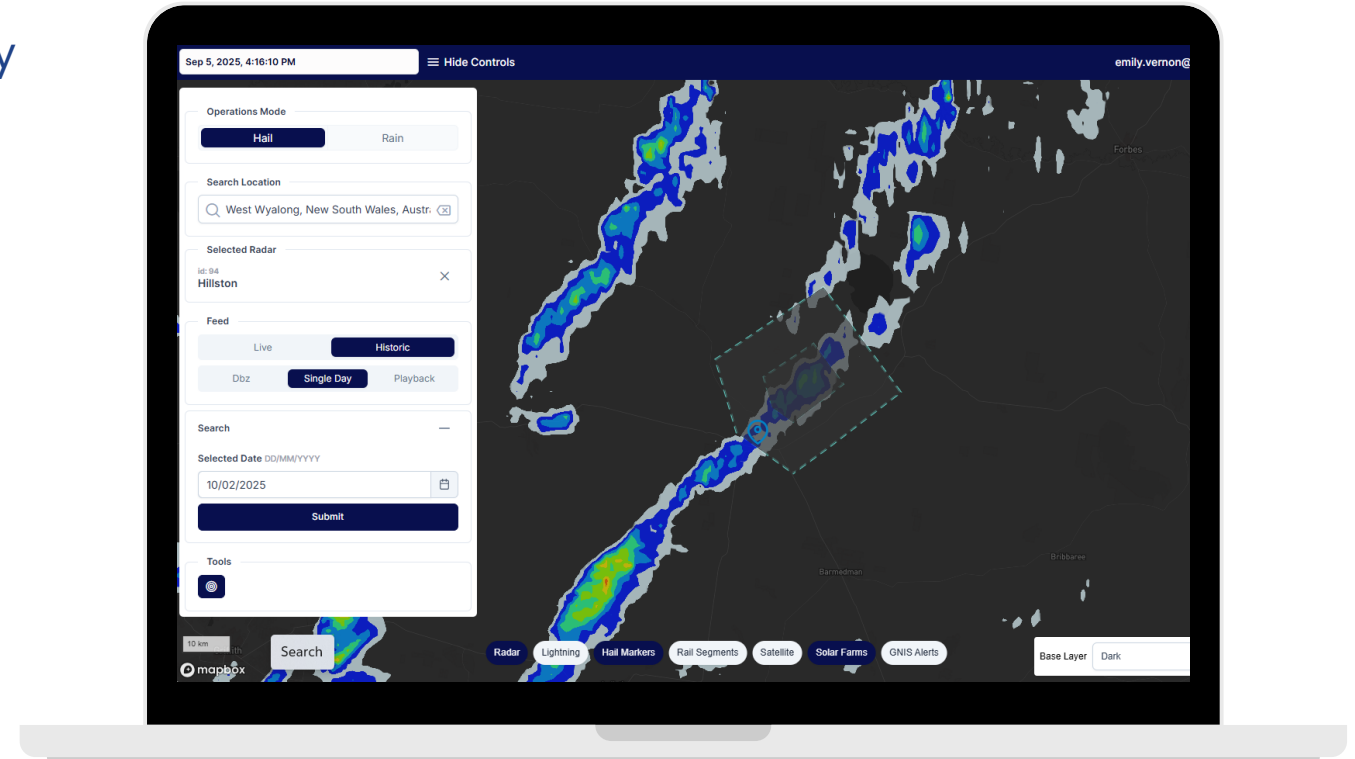 y
Sep 5, 2025, 4:16:10 PM
Hide Controls
emily.vernon@
Operations Mode
Hail
Rain
Search Location
West Wyalong, New South Wales, Austra
Selected Radar
id: 94
Hillston
Feed
Live
Historic
Dbz
Single Day
Playback
Search
Selected Date DD/MM/YYYY
10/02/2025
Submit
Tools
Forbes
Bribbaree
Barmedman
10 km
ith
Search
mapbox
Radar
Lightning
Hail Markers
Rail Segments
Satellite
Solar Farms
GNIS Alerts
Base Layer
Dark